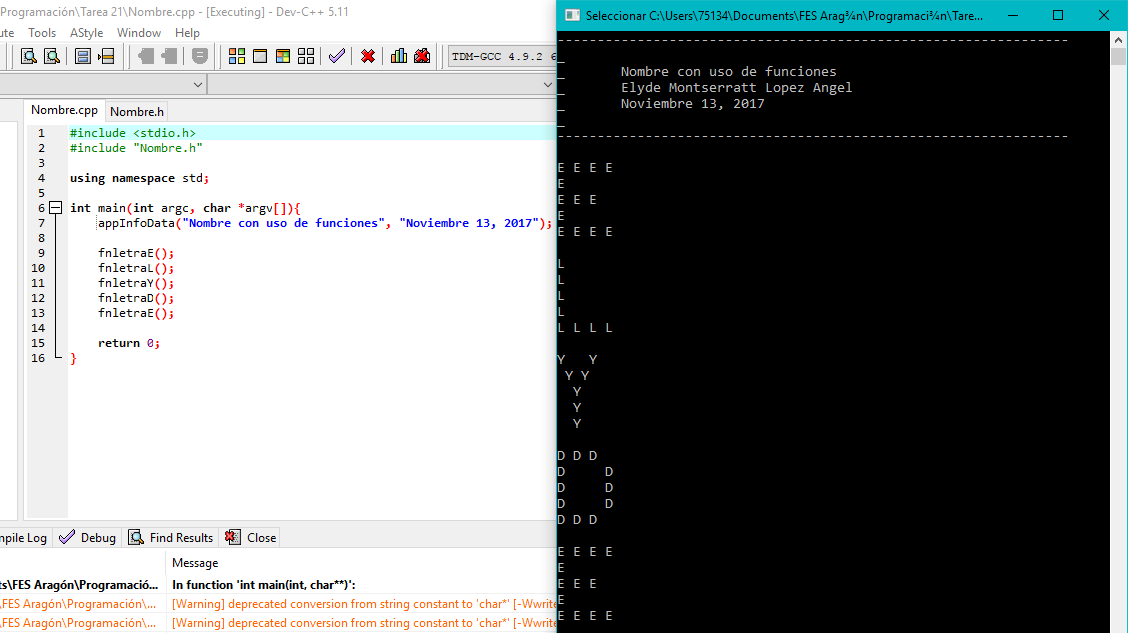 Programación\Tarea 21\Nombre.cpp - [Executing] - Dev-C++ 5.11
ute Tools AStyle Window Help
TDM-GCC 4.9.2 6
Nombre.cpp Nombre.h
1 #include <stdio.h>
2 #include "Nombre.h"
3
4 using namespace std;
5
6 int main(int argc, char *argv[]){
7 appInfoData("Nombre con uso de funciones", "Noviembre 13, 2017");
8
9 fnletraE();
10 fnletraL();
11 fnletraY();
12 fnletraD();
13 fnletraE();
14
15 return 0;
16 }
mpile Log Debug Find Results Close
Message
ts\FES Aragón\Programació... In function 'int main(int, char**)':
\FES Aragón\Programación\... [Warning] deprecated conversion from string constant to 'char*' [-Wwrite
\FES Aragón\Programación\... [Warning] deprecated conversion from string constant to 'char*' [-Wwrite
Seleccionar C:\Users\75134\Documents\FES Arag¾n\Programaci¾n\Tare...
-----------------------------------------------------------------
_
_ Nombre con uso de funciones
_ Elyde Montserratt Lopez Angel
_ Noviembre 13, 2017
_
-----------------------------------------------------------------
E E E E
E
E E E
E
E E E E
L
L
L
L
L L L L
Y   Y
 Y Y
  Y
  Y
  Y
D D D
D     D
D     D
D     D
D D D
E E E E
E
E E E
E
E E E E